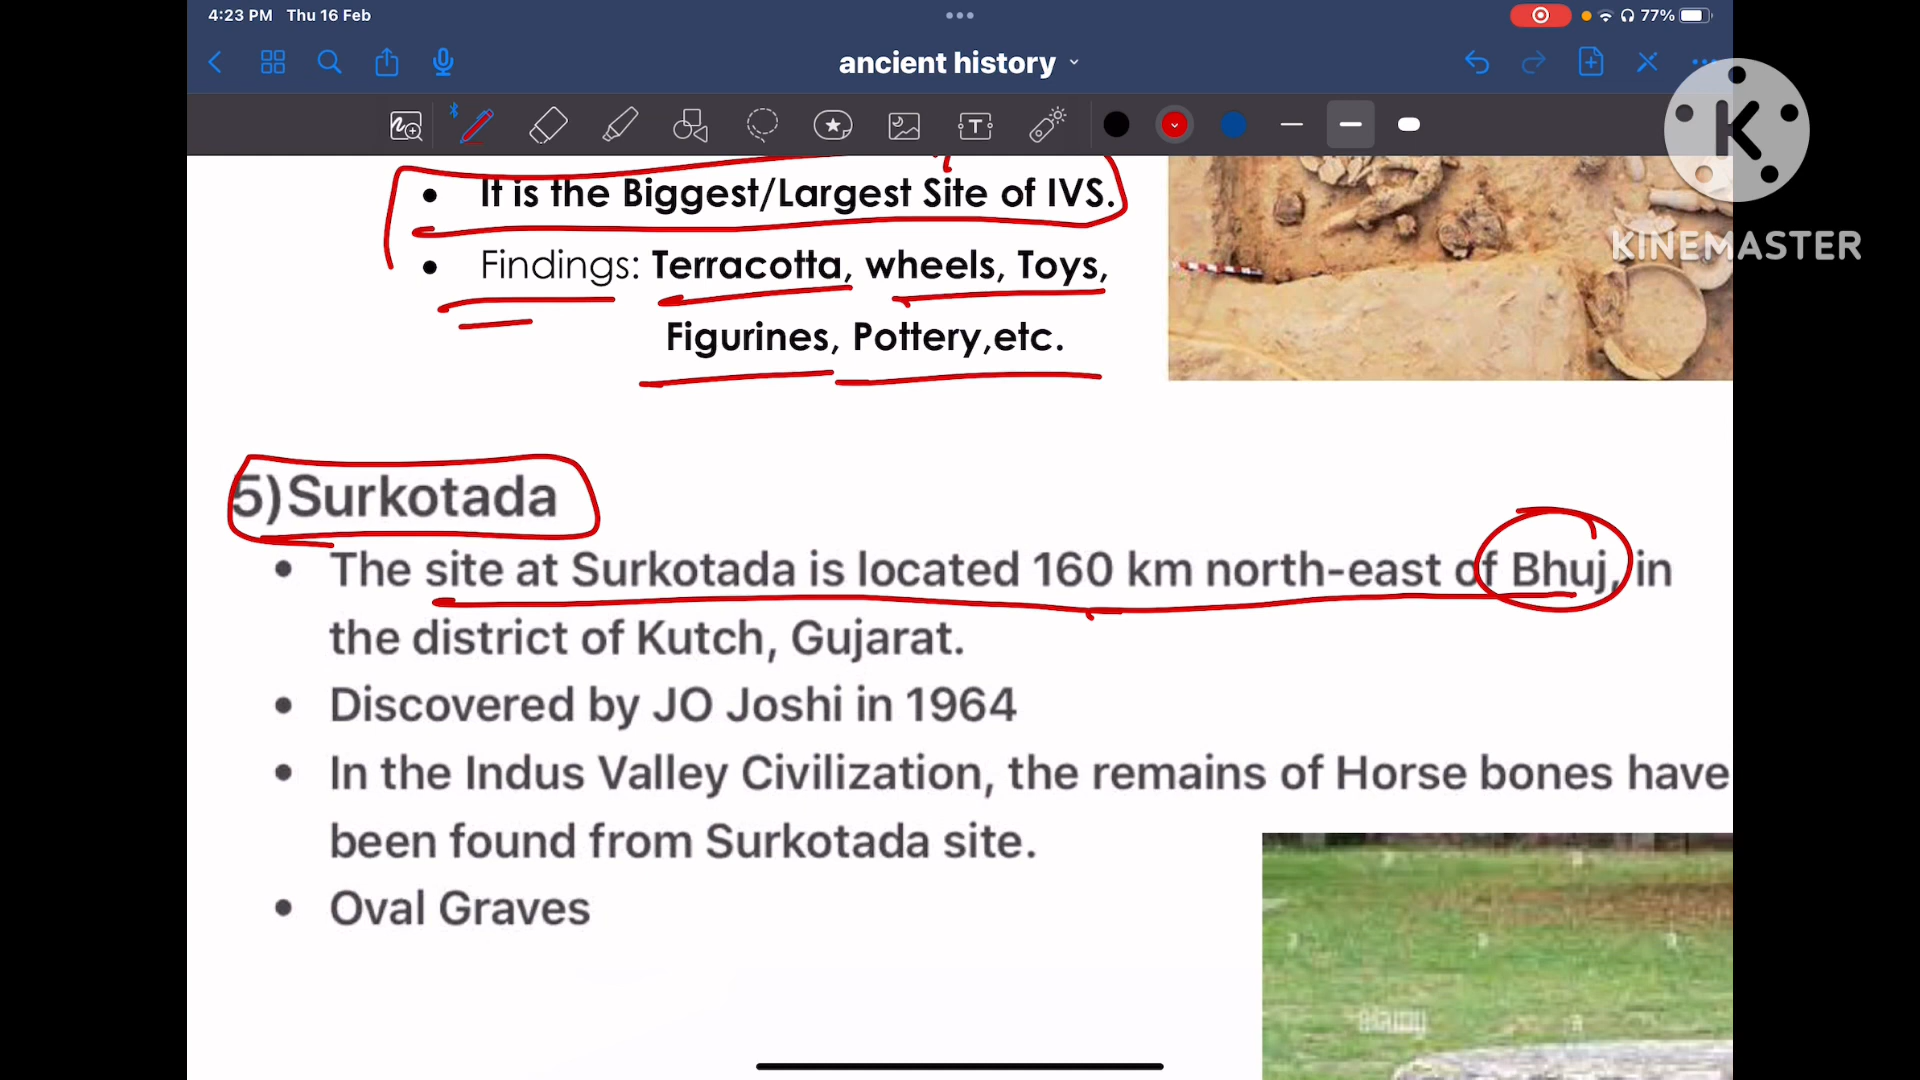 4:23 PM Thu 16 Feb
77%
ancient history
T
K
KINEMASTER
• It is the Biggest/Largest Site of IVS.
• Findings: Terracotta, wheels, Toys,
Figurines, Pottery,etc.
5)Surkotada
• The site at Surkotada is located 160 km north-east of Bhuj, in
the district of Kutch, Gujarat.
• Discovered by JO Joshi in 1964
• In the Indus Valley Civilization, the remains of Horse bones have
been found from Surkotada site.
• Oval Graves
alamy